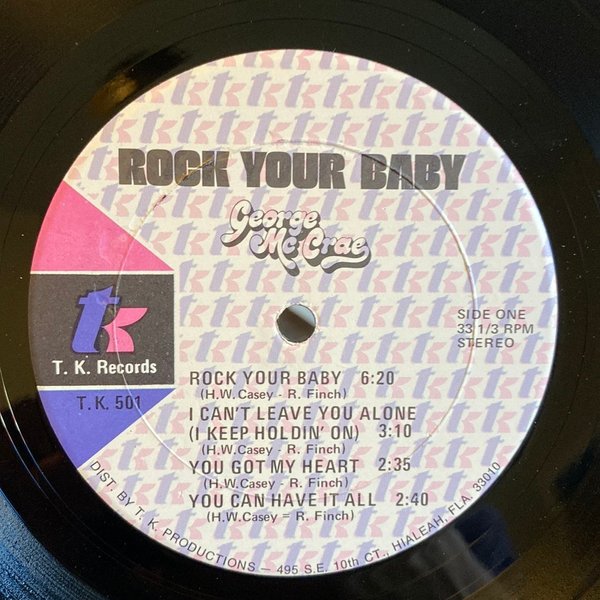 ROCK YOUR BABY
George
McCrae
tk
T. K. Records
T.K. 501
SIDE ONE
33 1/3 RPM
STEREO
ROCK YOUR BABY 6:20
(H.W.Casey - R. Finch)
I CAN'T LEAVE YOU ALONE
(I KEEP HOLDIN' ON) 3:10
(H.W.Casey - R. Finch)
YOU GOT MY HEART 2:35
(H.W.Casey - R. Finch)
YOU CAN HAVE IT ALL 2:40
(H.W.Casey = R. Finch)
DIST. BY T. K. PRODUCTIONS — 495 S.E. 10th CT., HIALEAH, FLA. 33010